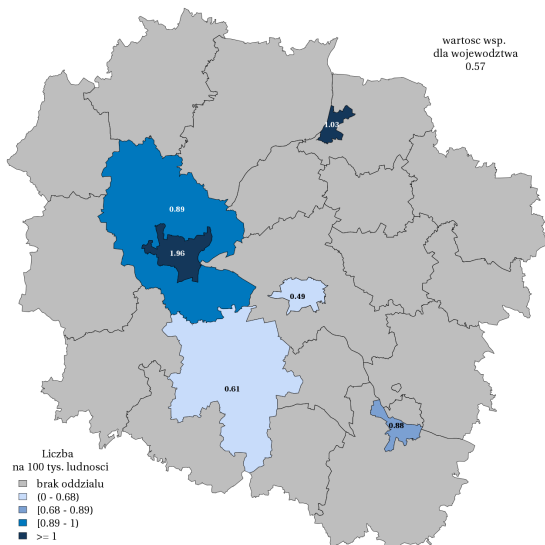 wartosc wsp.
dla wojewodztwa
0.57
1.03
0.89
1.96
0.49
0.61
0.88
Liczba
na 100 tys. ludnosci
brak oddzialu
(0 - 0.68)
[0.68 - 0.89)
[0.89 - 1)
>= 1